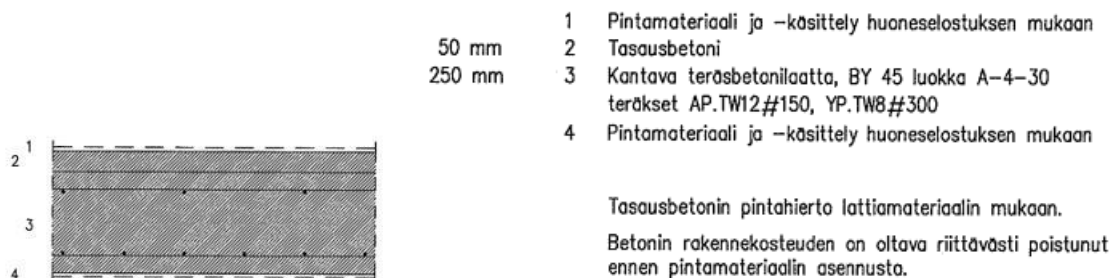 1 Pintamateriaali ja -käsittely huoneselostuksen mukaan
50 mm 2 Tasausbetoni
250 mm 3 Kantava teräsbetonilaatta, BY 45 luokka A-4-30
teräkset AP.TW12#150, YP.TW8#300
4 Pintamateriaali ja -käsittely huoneselostuksen mukaan
1
2
3
4
Tasausbetonin pintahierto lattiamateriaalin mukaan.
Betonin rakennekosteuden on oltava riittävästi poistunut
ennen pintamateriaalin asennusta.